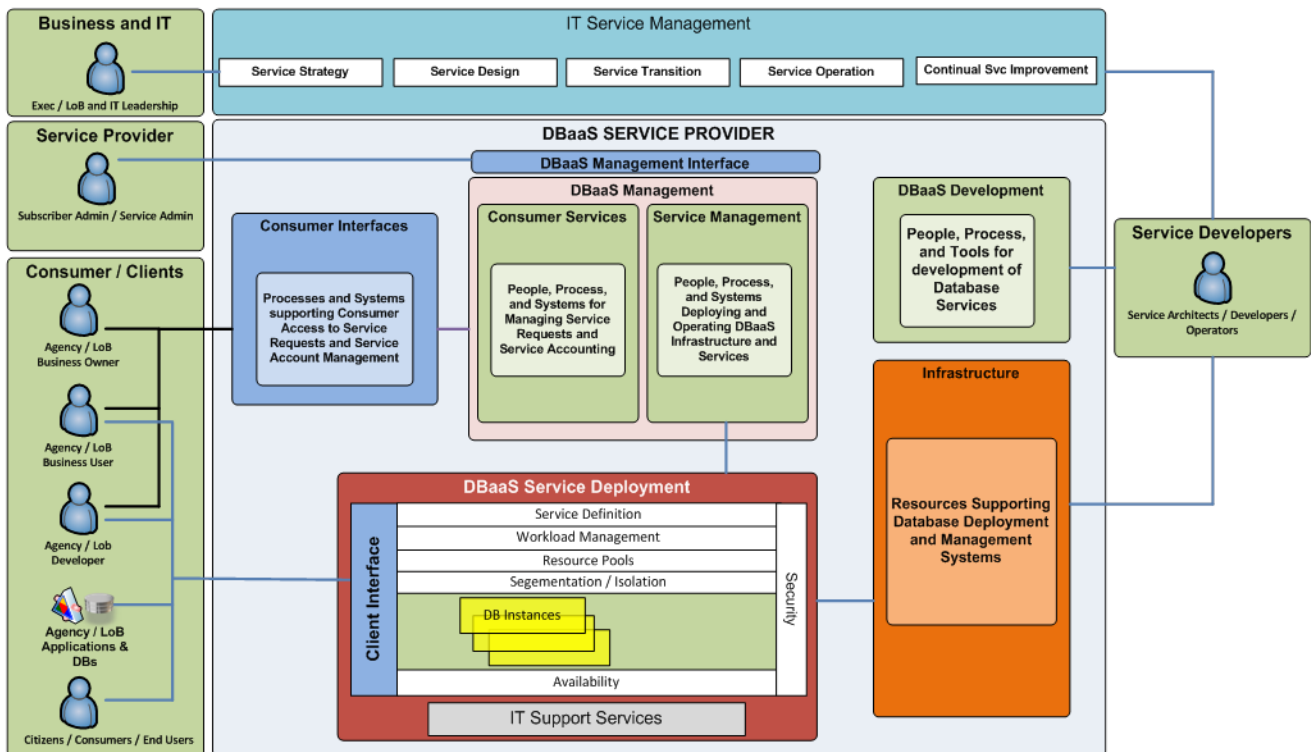 Business and IT
Exec / LoB and IT Leadership
IT Service Management
Service Strategy
Service Design
Service Transition
Service Operation
Continual Svc Improvement
Service Provider
Subscriber Admin / Service Admin
DBaaS SERVICE PROVIDER
DBaaS Management Interface
DBaaS Management
Consumer Services
People, Process,
and Systems for
Managing Service
Requests and
Service Accounting
Service Management
People, Process,
and Systems
Deploying and
Operating DBaaS
Infrastructure and
Services
Consumer Interfaces
Processes and Systems
supporting Consumer
Access to Service
Requests and Service
Account Management
DBaaS Development
People, Process,
and Tools for
development of
Database
Services
Service Developers
Service Architects / Developers /
Operators
Consumer / Clients
Agency / LoB
Business Owner
Agency / LoB
Business User
Agency / Lob
Developer
Agency / LoB
Applications &
DBs
Citizens / Consumers / End Users
DBaaS Service Deployment
Client Interface
Service Definition
Workload Management
Resource Pools
Segementation / Isolation
DB Instances
Availability
Security
IT Support Services
Infrastructure
Resources Supporting
Database Deployment
and Management
Systems